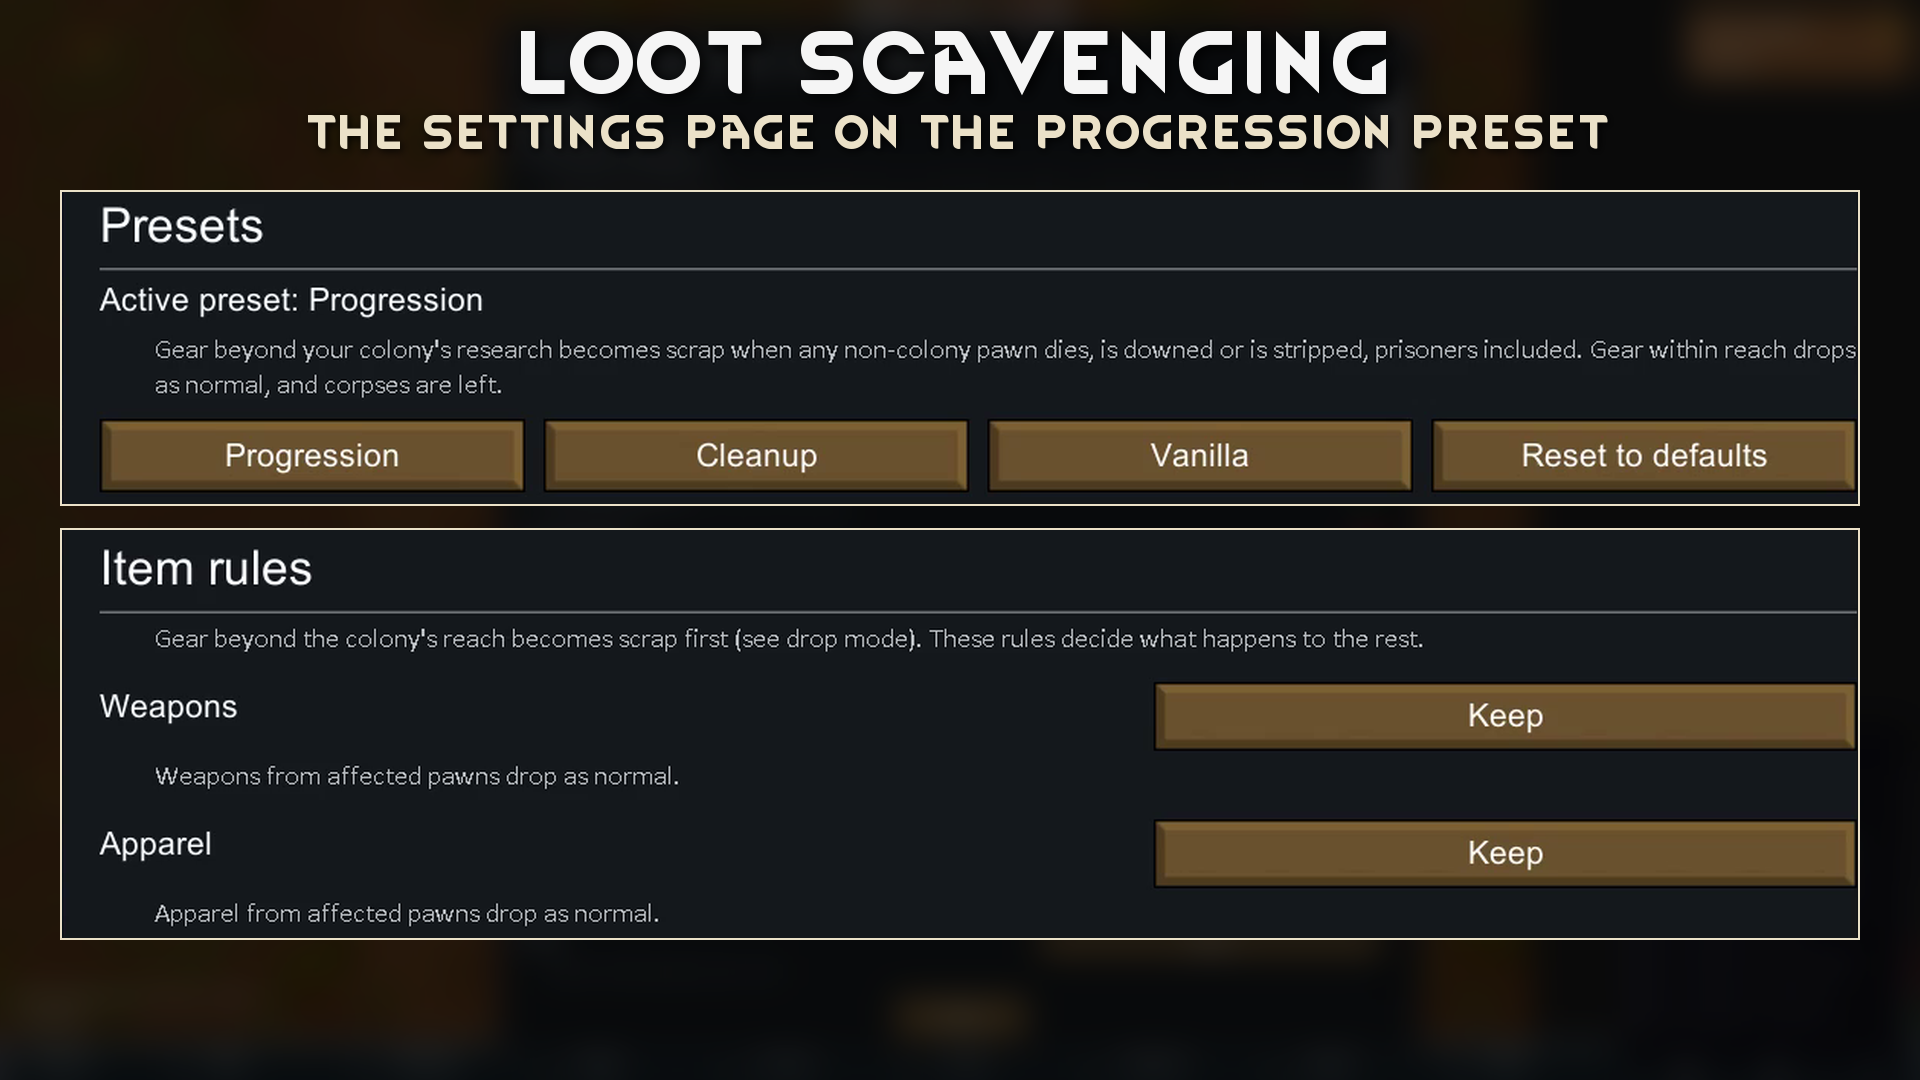 LOOT SCAVENGING
THE SETTINGS PAGE ON THE PROGRESSION PRESET
Presets
Active preset: Progression
Gear beyond your colony's research becomes scrap when any non-colony pawn dies, is downed or is stripped, prisoners included. Gear within reach drops
as normal, and corpses are left.
Progression
Cleanup
Vanilla
Reset to defaults
Item rules
Gear beyond the colony's reach becomes scrap first (see drop mode). These rules decide what happens to the rest.
Weapons
Keep
Weapons from affected pawns drop as normal.
Apparel
Keep
Apparel from affected pawns drop as normal.